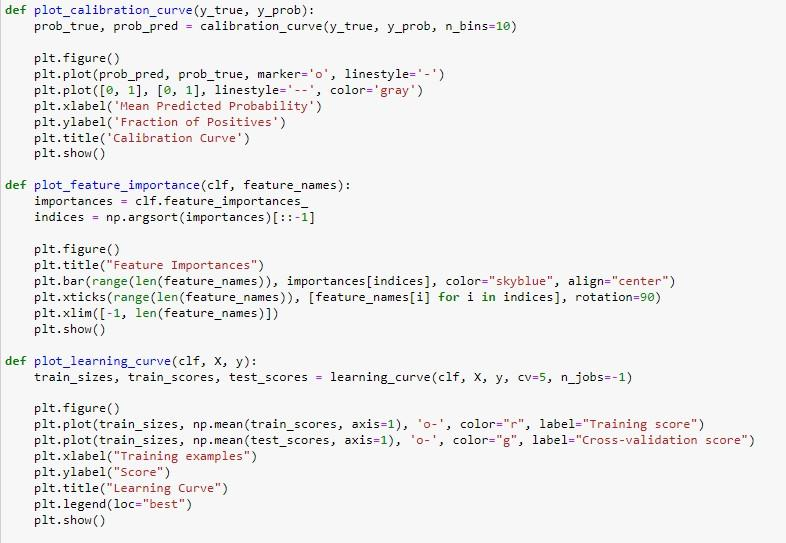 def plot_calibration_curve(y_true, y_prob):
    prob_true, prob_pred = calibration_curve(y_true, y_prob, n_bins=10)

    plt.figure()
    plt.plot(prob_pred, prob_true, marker='o', linestyle='-')
    plt.plot([0, 1], [0, 1], linestyle='--', color='gray')
    plt.xlabel('Mean Predicted Probability')
    plt.ylabel('Fraction of Positives')
    plt.title('Calibration Curve')
    plt.show()

def plot_feature_importance(clf, feature_names):
    importances = clf.feature_importances_
    indices = np.argsort(importances)[::-1]

    plt.figure()
    plt.title("Feature Importances")
    plt.bar(range(len(feature_names)), importances[indices], color="skyblue", align="center")
    plt.xticks(range(len(feature_names)), [feature_names[i] for i in indices], rotation=90)
    plt.xlim([-1, len(feature_names)])
    plt.show()

def plot_learning_curve(clf, X, y):
    train_sizes, train_scores, test_scores = learning_curve(clf, X, y, cv=5, n_jobs=-1)

    plt.figure()
    plt.plot(train_sizes, np.mean(train_scores, axis=1), 'o-', color="r", label="Training score")
    plt.plot(train_sizes, np.mean(test_scores, axis=1), 'o-', color="g", label="Cross-validation score")
    plt.xlabel("Training examples")
    plt.ylabel("Score")
    plt.title("Learning Curve")
    plt.legend(loc="best")
    plt.show()